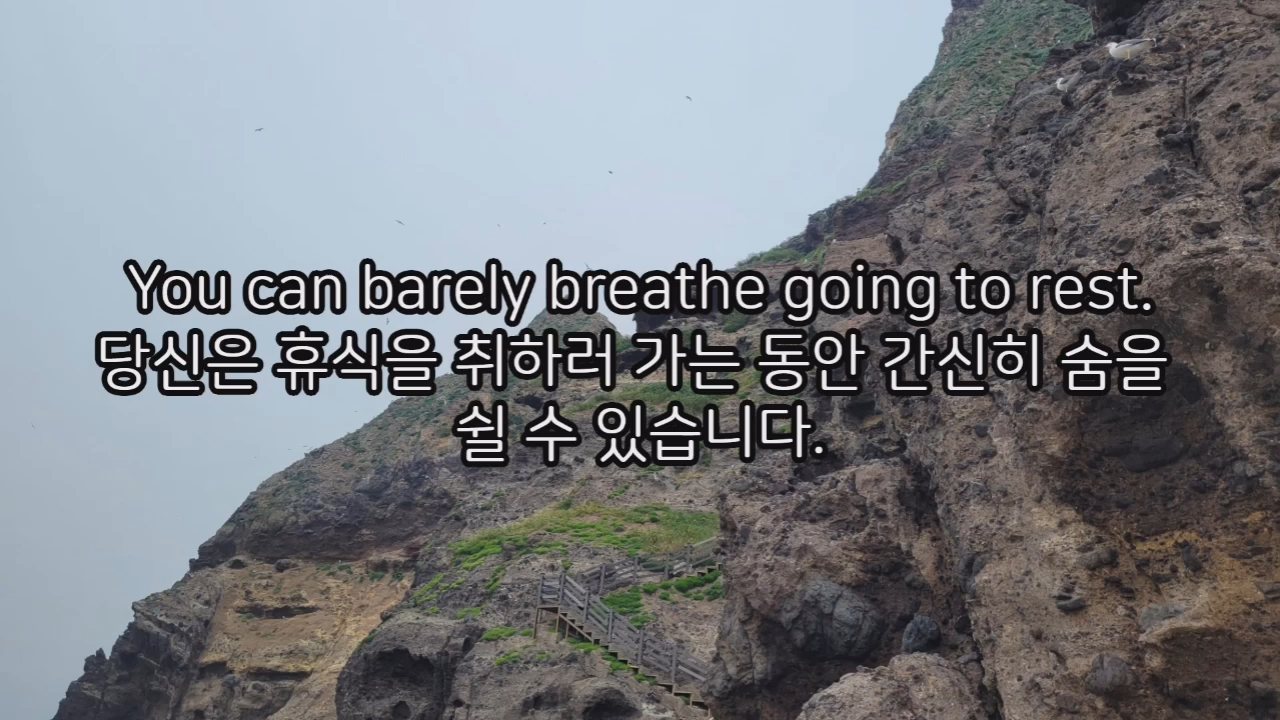 You can barely breathe going to rest.
당신은 휴식을 취하러 가는 동안 간신히 숨을
쉴 수 있습니다.